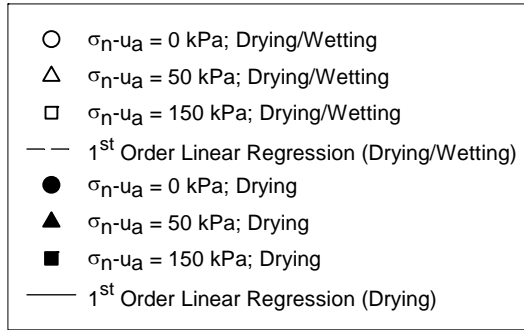 σn-ua = 0 kPa; Drying/Wetting
σn-ua = 50 kPa; Drying/Wetting
σn-ua = 150 kPa; Drying/Wetting
1st Order Linear Regression (Drying/Wetting)
σn-ua = 0 kPa; Drying
σn-ua = 50 kPa; Drying
σn-ua = 150 kPa; Drying
1st Order Linear Regression (Drying)